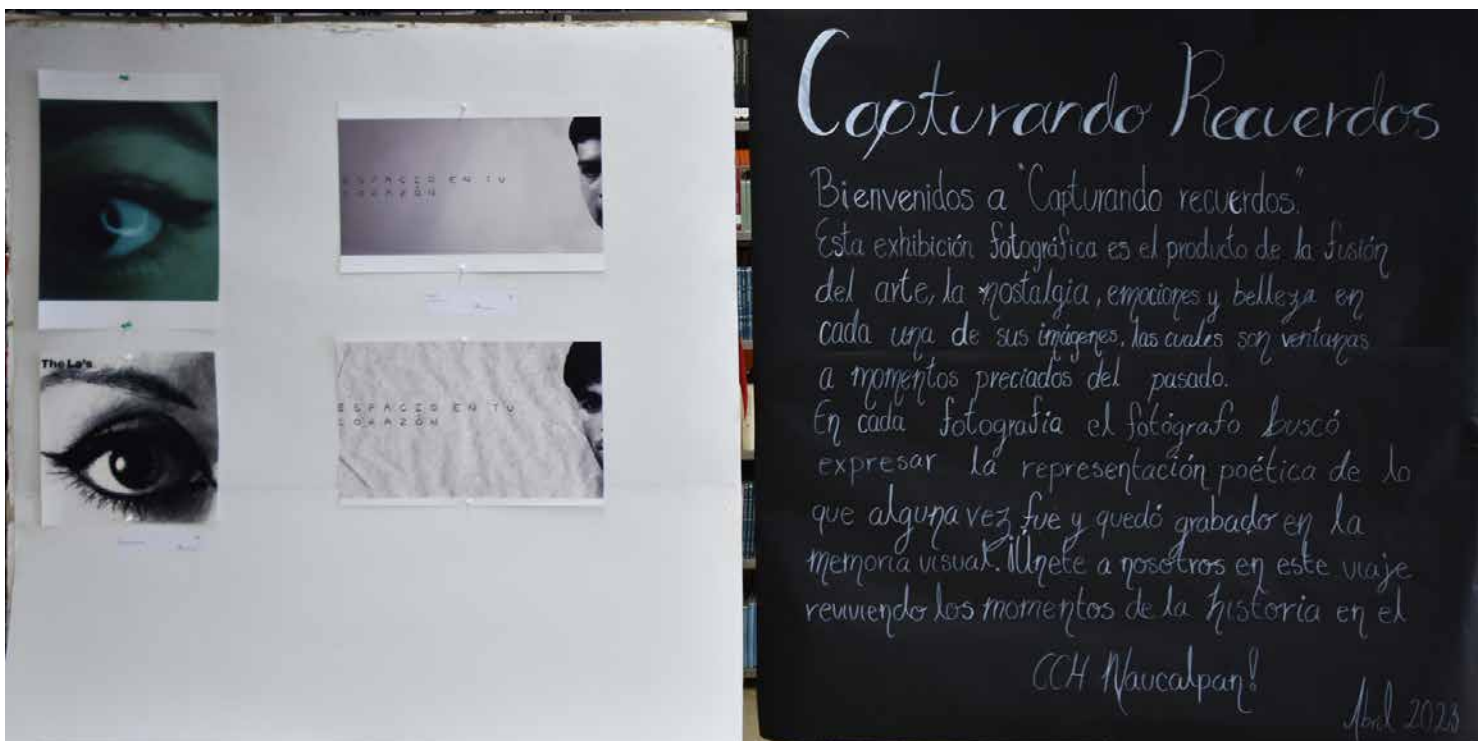 The La's
ESPACIO EN TU
CORAZÓN
ESPACIO EN TU
CORAZÓN
Capturando Recuerdos
Bienvenidos a "Capturando recuerdos."
Esta exhibición fotográfica es el producto de la fusión
del arte, la nostalgia, emociones y belleza en
cada una de sus imágenes, las cuales son ventanas
a momentos preciados del pasado.
En cada fotografía el fotógrafo buscó
expresar la representación poética de lo
que alguna vez fue y quedó grabado en la
memoria visual. ¡Únete a nosotros en este viaje
reviviendo los momentos de la historia en el
CCH Naucalpan!
Abril 2023